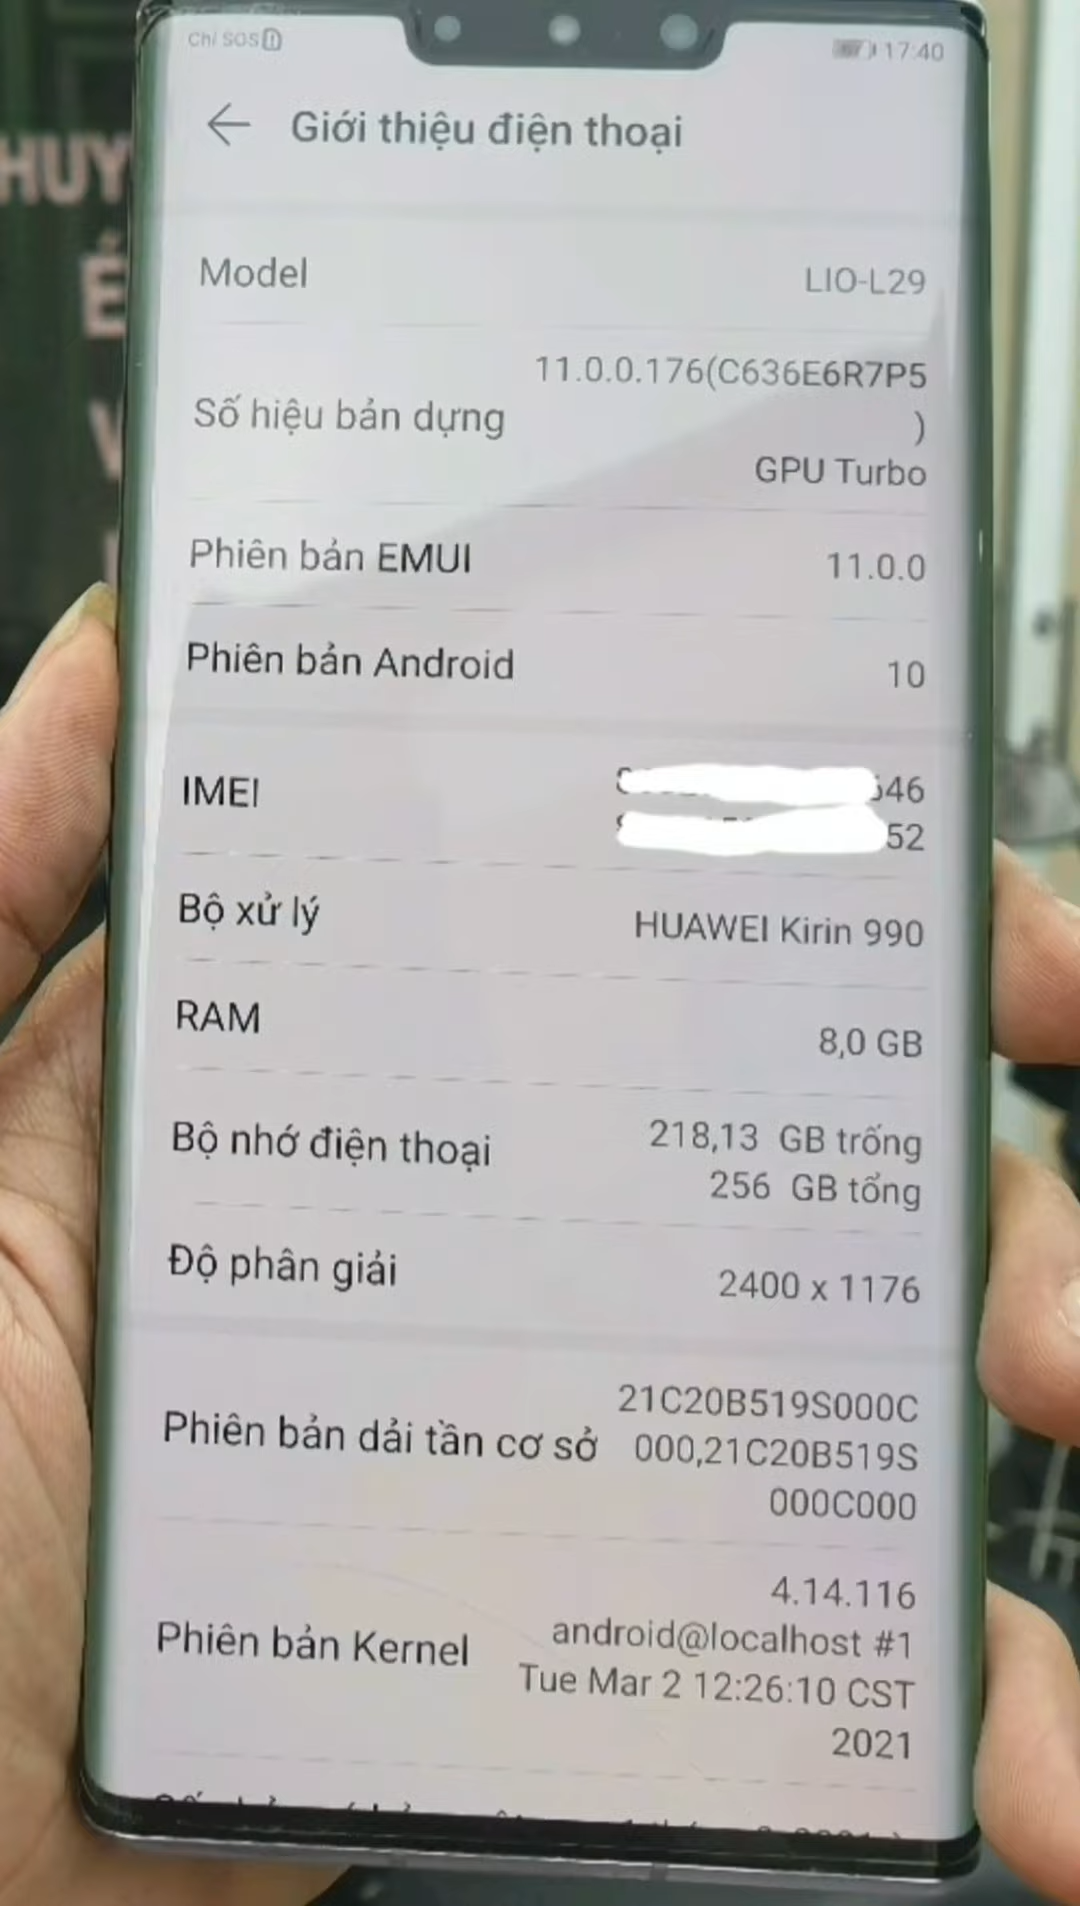 Chỉ SOS
17:40
Giới thiệu điện thoại
Model
LIO-L29
Số hiệu bản dựng
11.0.0.176(C636E6R7P5
)
GPU Turbo
Phiên bản EMUI
11.0.0
Phiên bản Android
10
IMEI
46
52
Bộ xử lý
HUAWEI Kirin 990
RAM
8,0 GB
Bộ nhớ điện thoại
218,13 GB trống
256 GB tổng
Độ phân giải
2400 x 1176
Phiên bản dải tần cơ sở
21C20B519S000C
000,21C20B519S
000C000
Phiên bản Kernel
4.14.116
android@localhost #1
Tue Mar 2 12:26:10 CST
2021
HUY